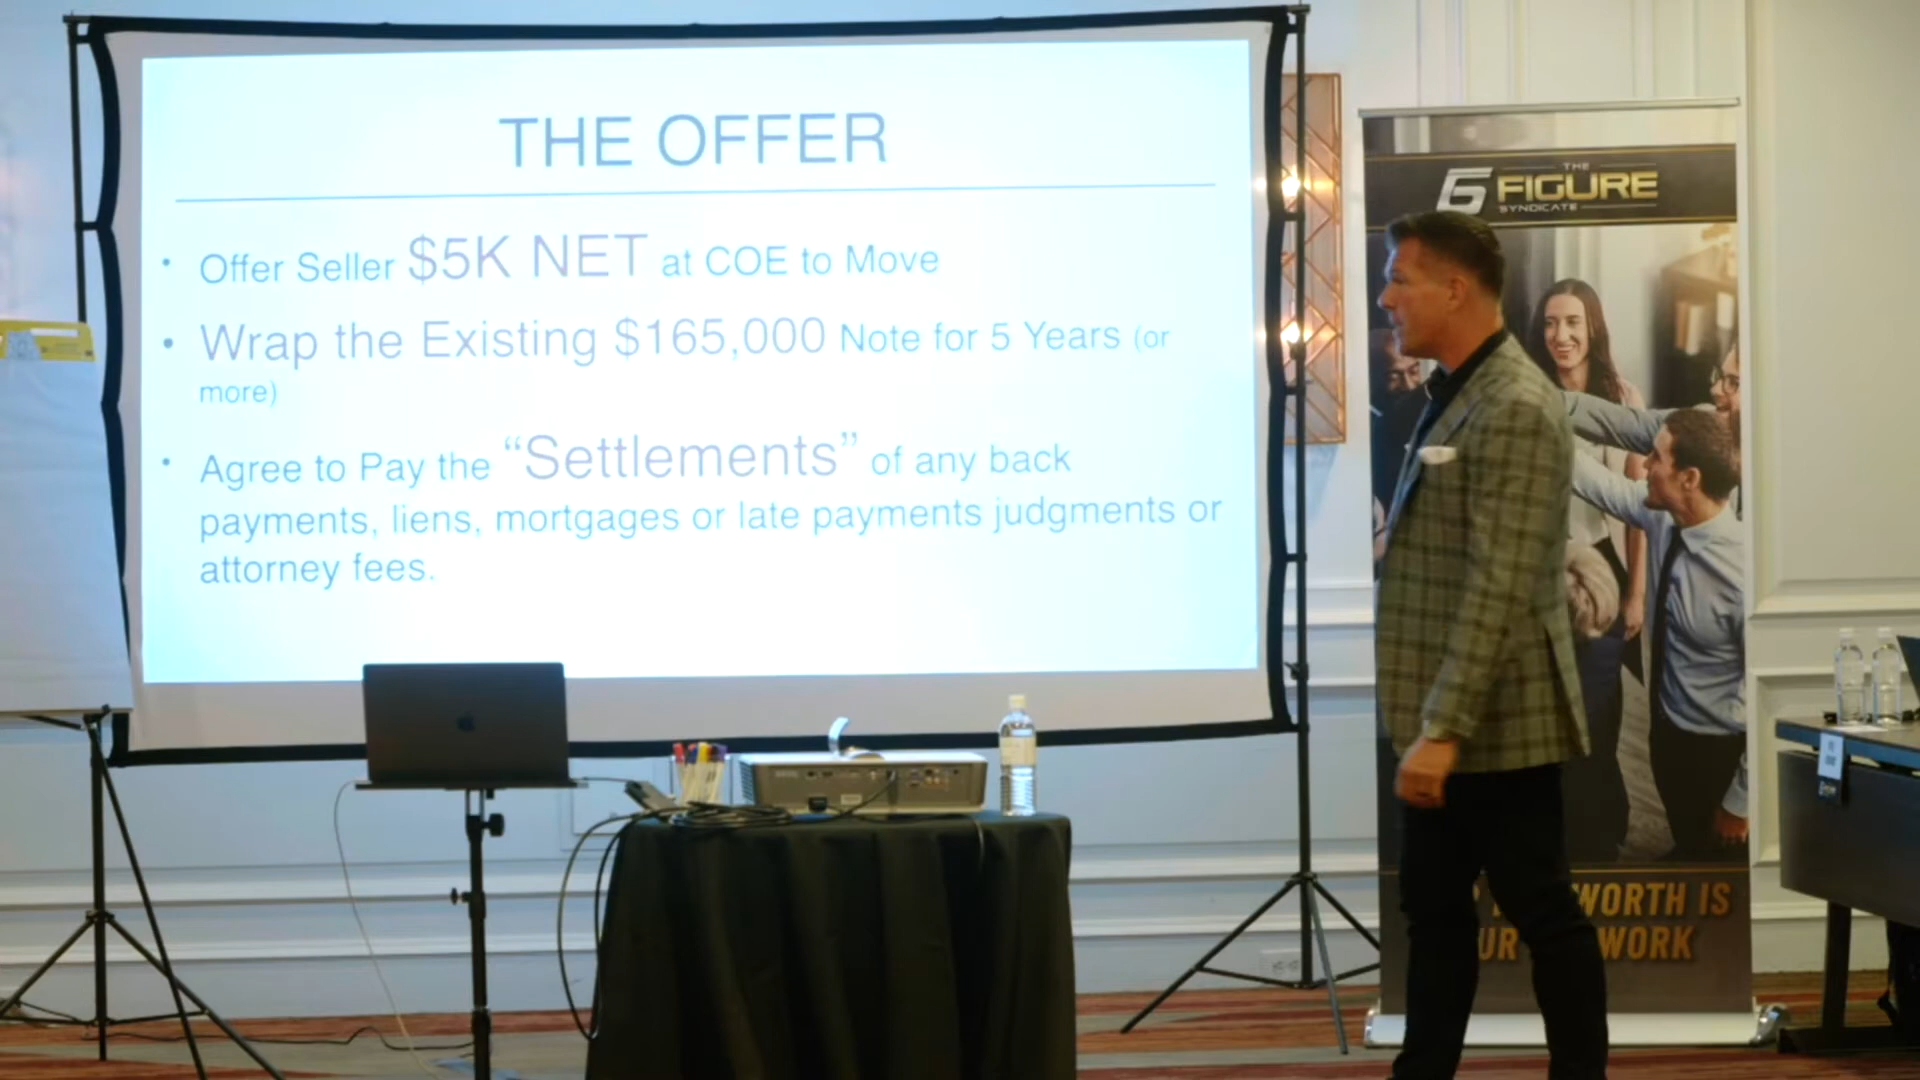 THE OFFER
• Offer Seller $5K NET at COE to Move
• Wrap the Existing $165,000 Note for 5 Years (or
more)
• Agree to Pay the “Settlements” of any back
payments, liens, mortgages or late payments judgments or
attorney fees.
THE
6 FIGURE
SYNDICATE
WORTH IS
WORK